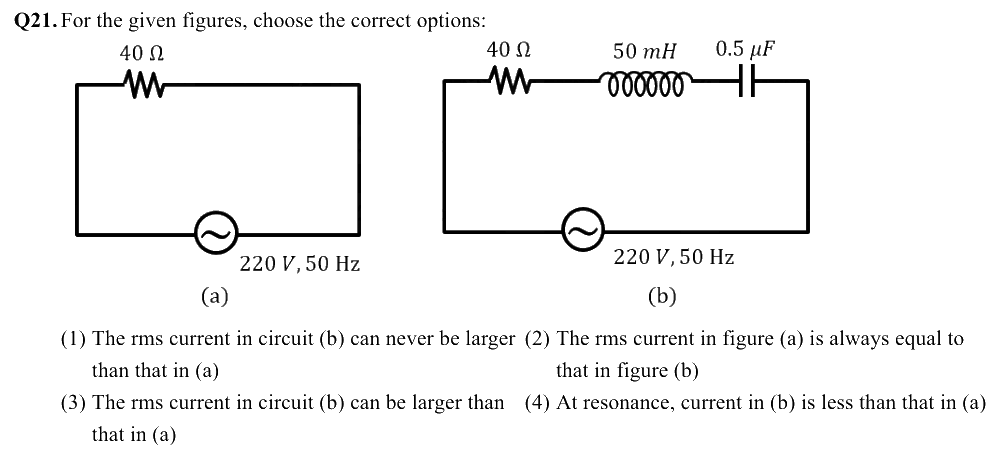 Q21. For the given figures, choose the correct options:
40 Ω
40 Ω 50 mH 0.5 μF
220 V, 50 Hz
220 V, 50 Hz
(a)
(b)
(1) The rms current in circuit (b) can never be larger (2) The rms current in figure (a) is always equal to
than that in (a) that in figure (b)
(3) The rms current in circuit (b) can be larger than (4) At resonance, current in (b) is less than that in (a)
that in (a)